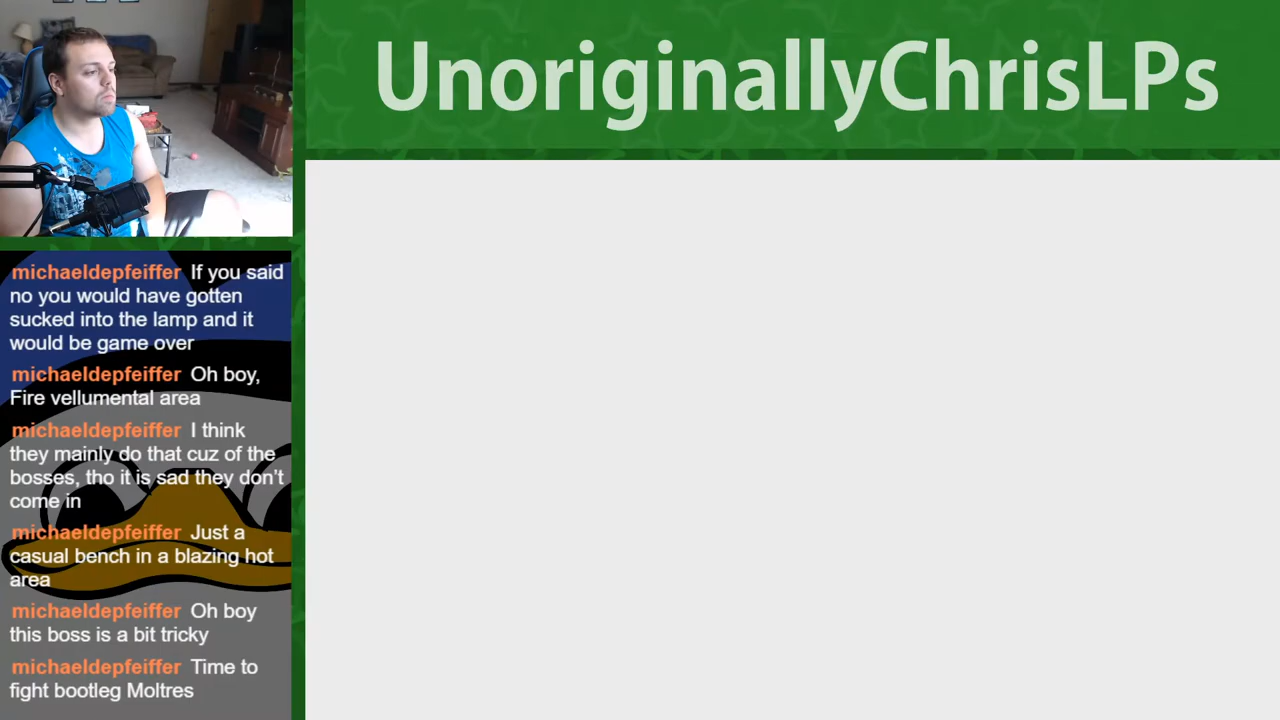 UnoriginallyChrisLPs
michaeldepfeiffer If you said
no you would have gotten
sucked into the lamp and it
would be game over
michaeldepfeiffer Oh boy,
Fire vellumental area
michaeldepfeiffer I think
they mainly do that cuz of the
bosses, tho it is sad they don't
come in
michaeldepfeiffer Just a
casual bench in a blazing hot
area
michaeldepfeiffer Oh boy
this boss is a bit tricky
michaeldepfeiffer Time to
fight bootleg Moltres